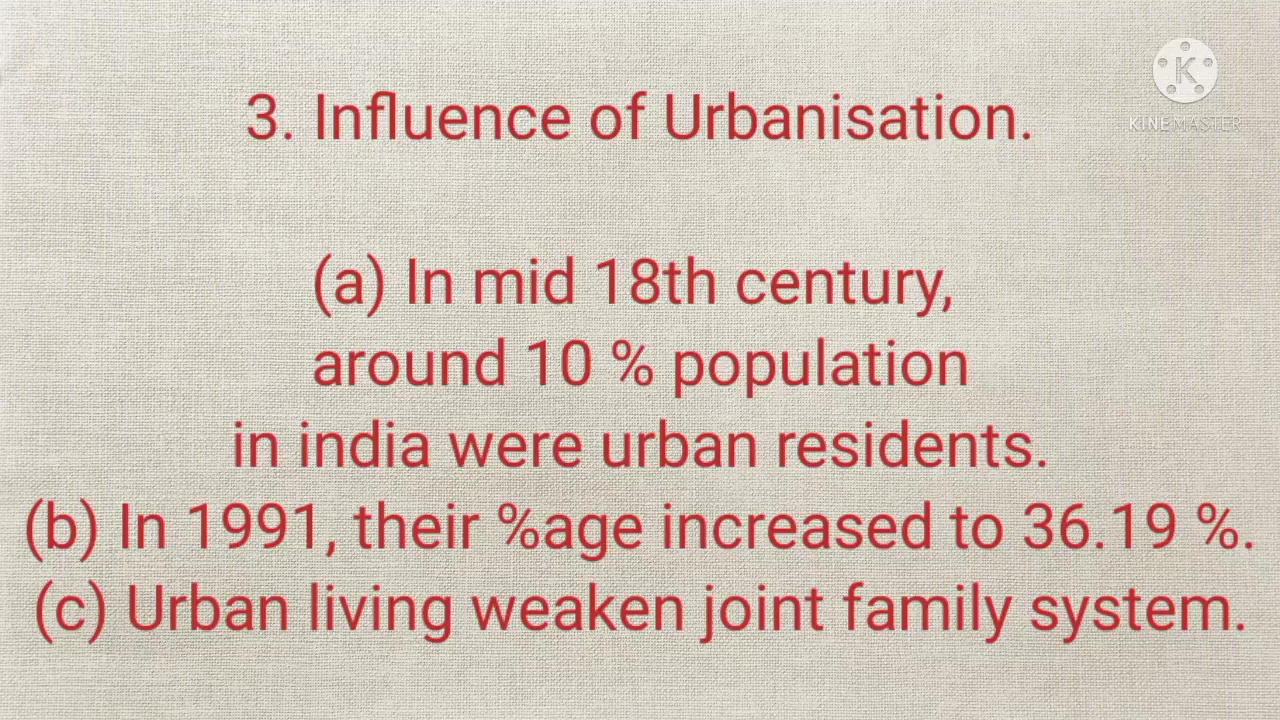 K
KINEMASTER
3. Influence of Urbanisation.
(a) In mid 18th century,
around 10 % population
in india were urban residents.
(b) In 1991, their %age increased to 36.19 %.
(c) Urban living weaken joint family system.